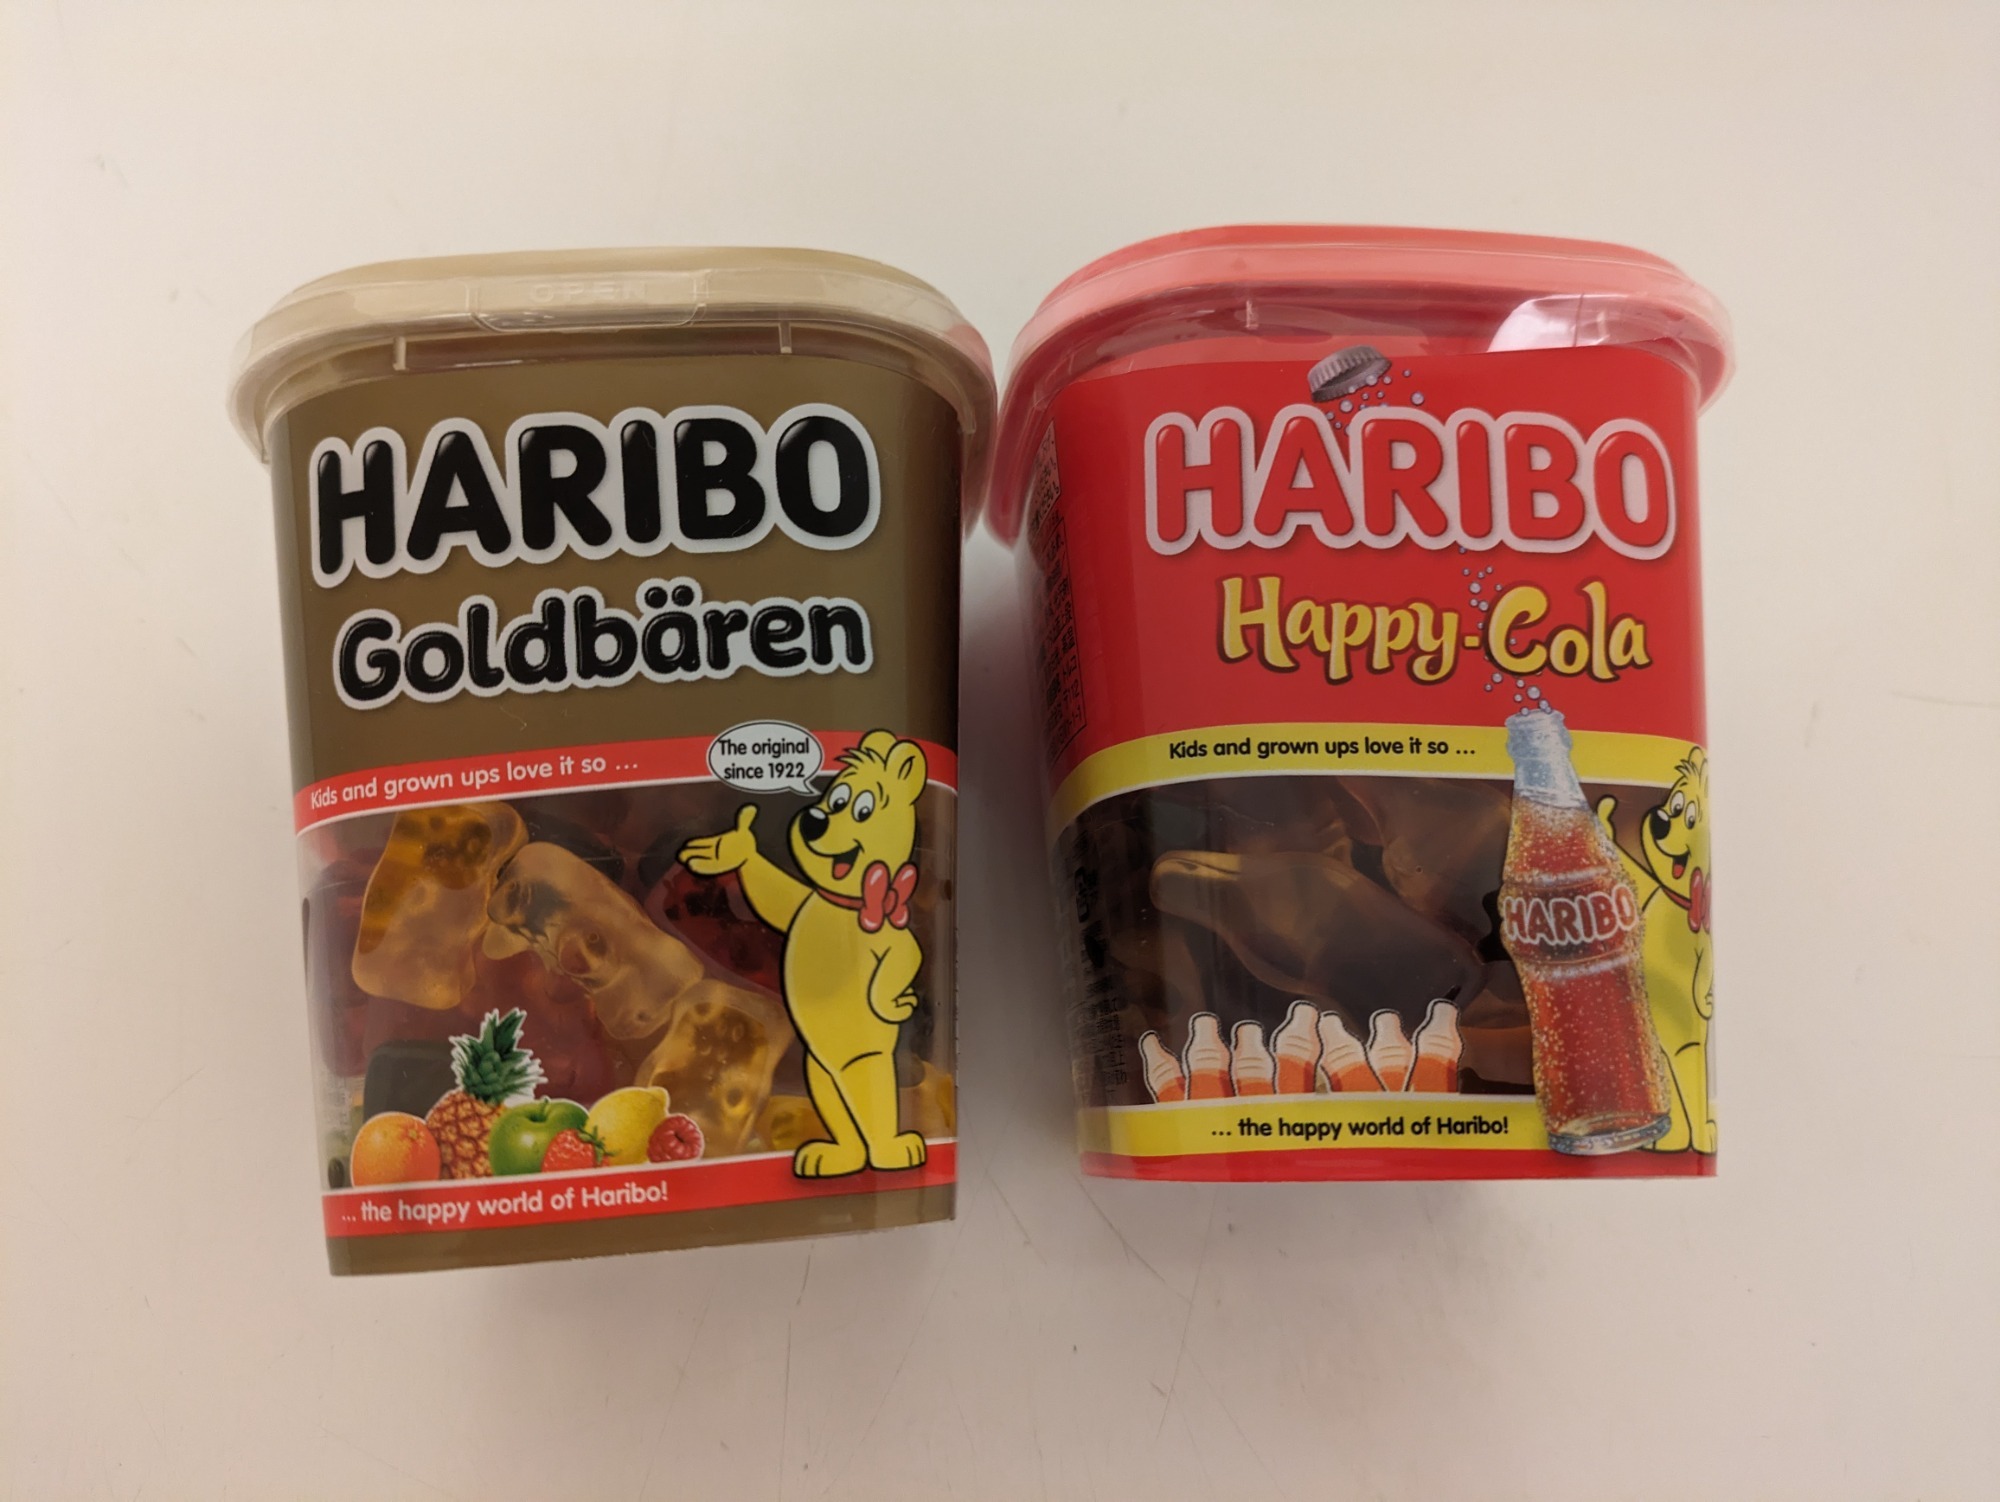 OPEN
HARIBO
Goldbären
Kids and grown ups love it so ...
The original
since 1922
... the happy world of Haribo!
HARIBO
Happy-Cola
Kids and grown ups love it so ...
HARIBO
... the happy world of Haribo!